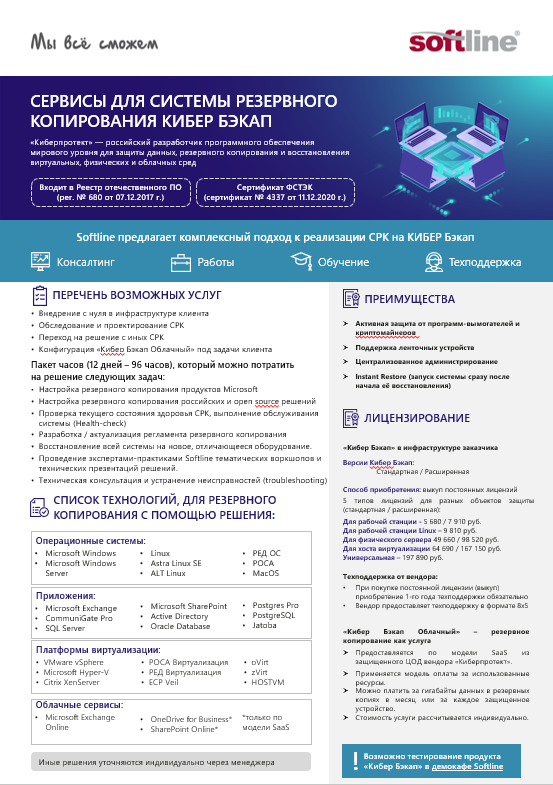 Мы всё сможем
softline®
СЕРВИСЫ ДЛЯ СИСТЕМЫ РЕЗЕРВНОГО
КОПИРОВАНИЯ КИБЕР БЭКАП
«Киберпротект» — российский разработчик программного обеспечения
мирового уровня для защиты данных, резервного копирования и восстановления
виртуальных, физических и облачных сред
Входит в Реестр отечественного ПО
(рег. № 680 от 07.12.2017 г.)
Сертификат ФСТЭК
(сертификат № 4337 от 11.12.2020 г.)
Softline предлагает комплексный подход к реализации СРК на КИБЕР Бэкап
Консалтинг
Работы
Обучение
Техподдержка
ПЕРЕЧЕНЬ ВОЗМОЖНЫХ УСЛУГ
• Внедрение с нуля в инфраструктуре клиента
• Обследование и проектирование СРК
• Переход на решение с иных СРК
• Конфигурация «Кибер Бэкап Облачный» под задачи клиента
Пакет часов (12 дней – 96 часов), который можно потратить
на решение следующих задач:
• Настройка резервного копирования продуктов Microsoft
• Настройка резервного копирования российских и open source решений
• Проверка текущего состояния здоровья СРК, выполнение обслуживания
системы (Health-check)
• Разработка / актуализация регламента резервного копирования
• Восстановлением всей системы на новое, отличающееся оборудование.
• Проведение экспертами-практиками Softline тематических воркшопов и
технических презентаций решений.
• Техническая консультация и устранение неисправностей (troubleshooting)
СПИСОК ТЕХНОЛОГИЙ, ДЛЯ РЕЗЕРВНОГО
КОПИРОВАНИЯ С ПОМОЩЬЮ РЕШЕНИЯ:
Операционные системы:
• Microsoft Windows
• Microsoft Windows
Server
• Linux
• Astra Linux SE
• ALT Linux
• РЕД ОС
• РОСА
• MacOS
Приложения:
• Microsoft Exchange
• CommuniGate Pro
• SQL Server
• Microsoft SharePoint
• Active Directory
• Oracle Database
• Postgres Pro
• PostgreSQL
• Jatoba
Платформы виртуализации:
• VMware vSphere
• Microsoft Hyper-V
• Citrix XenServer
• РОСА Виртуализация
• РЕД Виртуализация
• ECP Veil
• oVirt
• zVirt
• HOSTVM
Облачные сервисы:
• Microsoft Exchange
Online
• OneDrive for Business*
• SharePoint Online*
*только по
модели SaaS
Иные решения уточняются индивидуально через менеджера
ПРЕИМУЩЕСТВА
➤ Активная защита от программ-вымогателей и
криптомайнеров
➤ Поддержка ленточных устройств
➤ Централизованное администрирование
➤ Instant Restore (запуск системы сразу после
начала её восстановления)
ЛИЦЕНЗИРОВАНИЕ
«Кибер Бэкап» в инфраструктуре заказчика
Версии Кибер Бэкап:
Стандартная / Расширенная
Способ приобретения: выкуп постоянных лицензий
5 типов лицензий для разных объектов защиты
(стандартная / расширенная):
Для рабочей станции – 5 680 / 7 910 руб.
Для рабочей станции Linux – 9 810 руб.
Для физического сервера 49 660 / 98 520 руб.
Для хоста виртуализации 64 690 / 167 150 руб.
Универсальная – 197 890 руб.
Техподдержка от вендора:
• При покупке постоянной лицензии (выкуп)
приобретение 1-го года техподдержки обязательно
• Вендор предоставляет техподдержку в формате 8x5
«Кибер Бэкап Облачный» – резервное
копирование как услуга
➤ Предоставляется по модели SaaS из
защищенного ЦОД вендора «Киберпротект».
➤ Применяется модель оплаты за использованные
ресурсы.
➤ Можно платить за гигабайты данных в резервных
копиях в месяц или за каждое защищенное
устройство.
➤ Стоимость услуги рассчитывается индивидуально.
! Возможно тестирование продукта
«Кибер Бэкап» в демокафе Softline